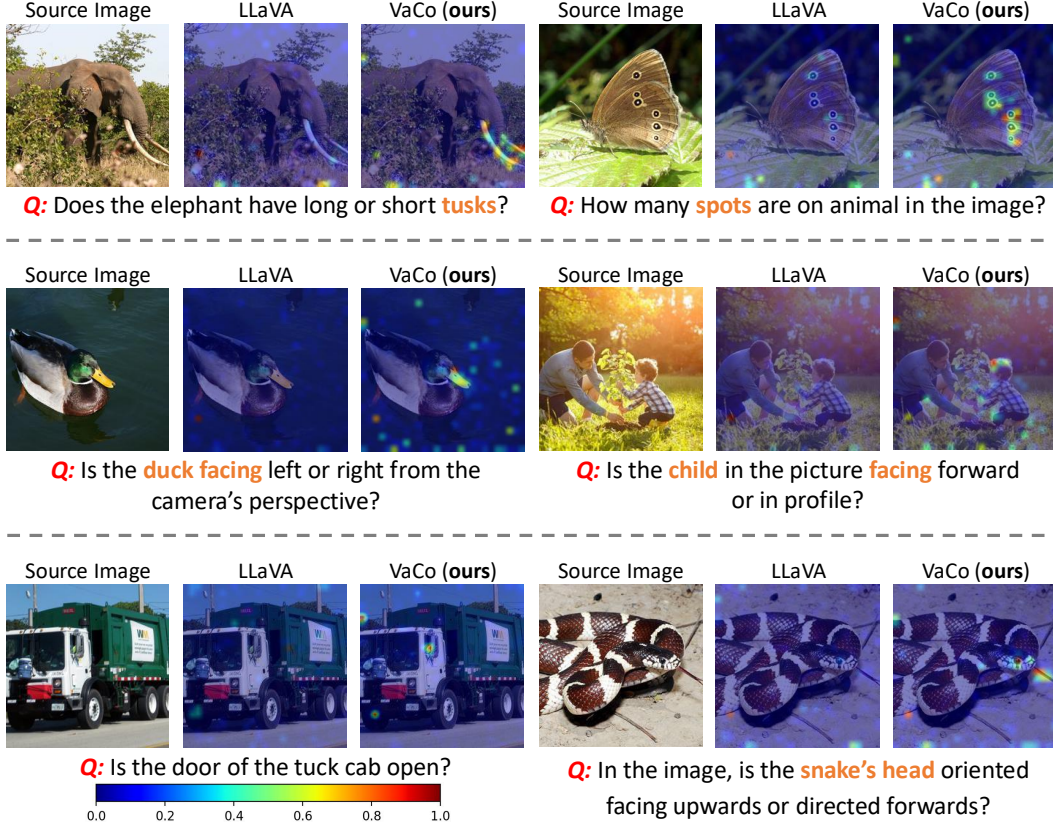 Source Image LLaVA VaCo (ours) Source Image LLaVA VaCo (ours)
Q: Does the elephant have long or short tusks?
Q: How many spots are on animal in the image?
Source Image LLaVA VaCo (ours) Source Image LLaVA VaCo (ours)
Q: Is the duck facing left or right from the
camera's perspective?
Q: Is the child in the picture facing forward
or in profile?
Source Image LLaVA VaCo (ours) Source Image LLaVA VaCo (ours)
Q: Is the door of the tuck cab open?
Q: In the image, is the snake's head oriented
facing upwards or directed forwards?
0.0 0.2 0.4 0.6 0.8 1.0